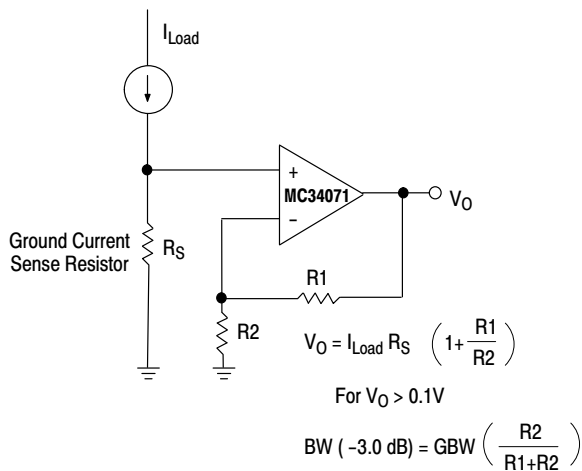 I_Load
+
MC34071
−
V_O
Ground Current
Sense Resistor
R_S
R1
R2
V_O = I_Load R_S (1+ R1/R2)
For V_O > 0.1V
BW ( −3.0 dB) = GBW ( R2/R1+R2 )